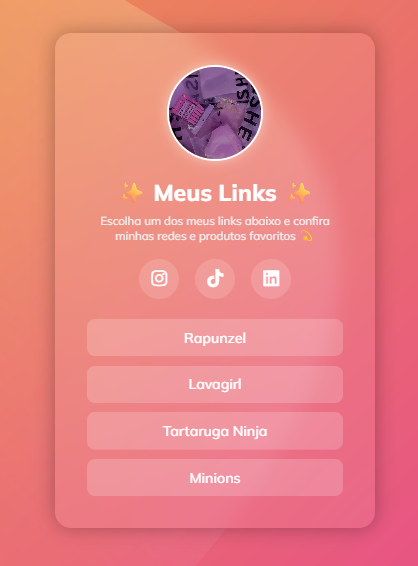 ✨ Meus Links ✨
Escolha um dos meus links abaixo e confira
minhas redes e produtos favoritos 💫
Rapunzel
Lavagirl
Tartaruga Ninja
Minions